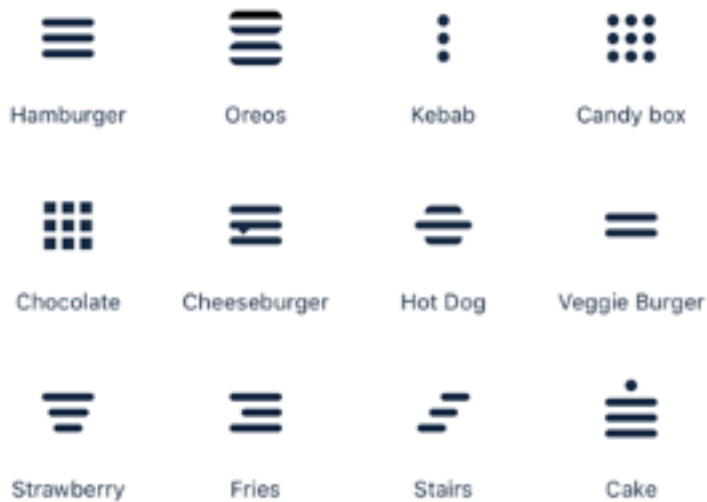 Hamburger Oreos Kebab Candy box
Chocolate Cheeseburger Hot Dog Veggie Burger
Strawberry Fries Stairs Cake